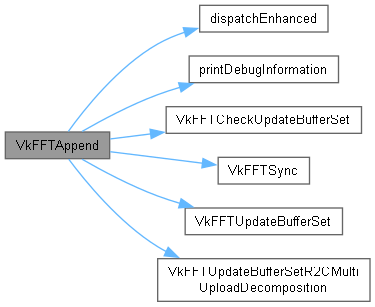 dispatchEnhanced
printDebugInformation
VkFFTCheckUpdateBufferSet
VkFFTAppend
VkFFTSync
VkFFTUpdateBufferSet
VkFFTUpdateBufferSetR2CMulti
UploadDecomposition